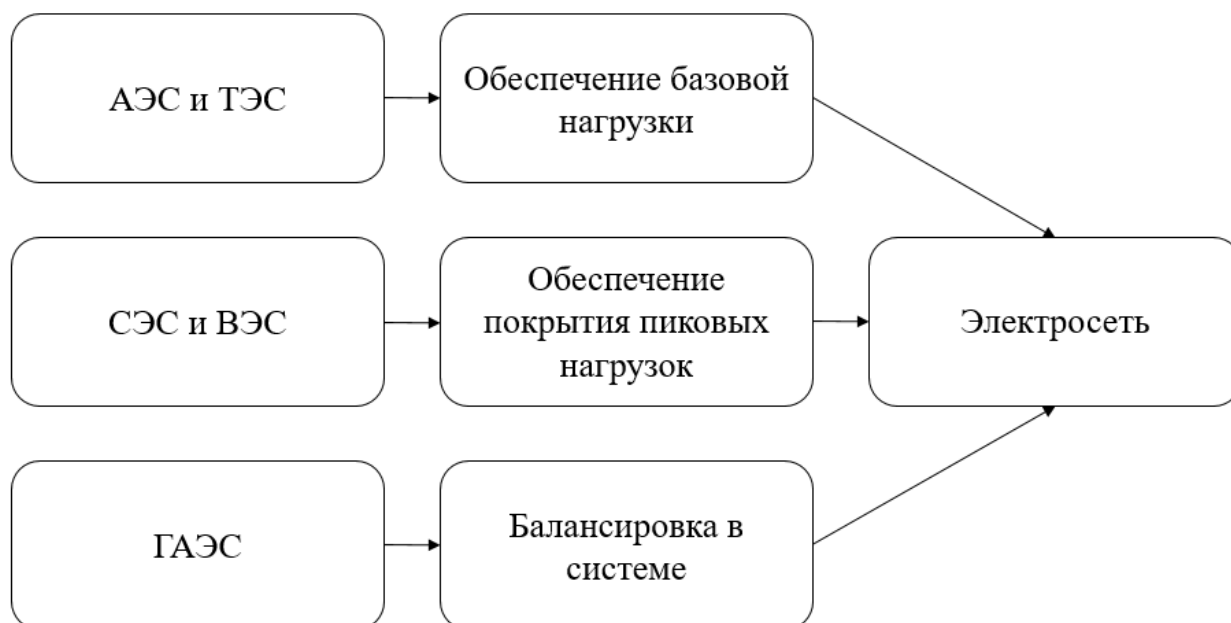 АЭС и ТЭС
Обеспечение базовой
нагрузки
СЭС и ВЭС
Обеспечение
покрытия пиковых
нагрузок
Электросеть
ГАЭС
Балансировка в
системе